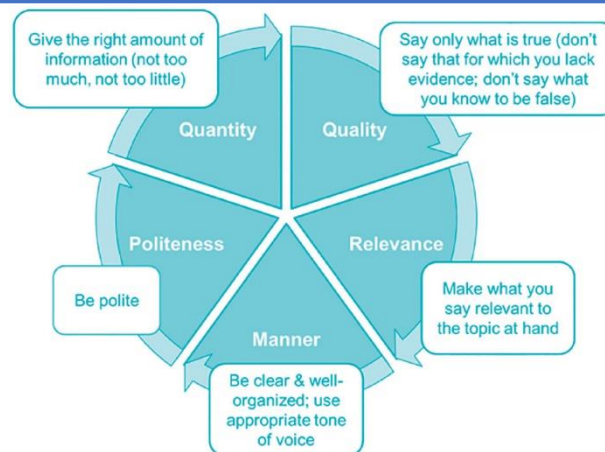 Give the right amount of
information (not too
much, not too little)
Say only what is true (don't
say that for which you lack
evidence; don't say what
you know to be false)
Quantity
Quality
Politeness
Relevance
Be polite
Make what you
say relevant to
the topic at hand
Manner
Be clear & well-
organized; use
appropriate tone
of voice